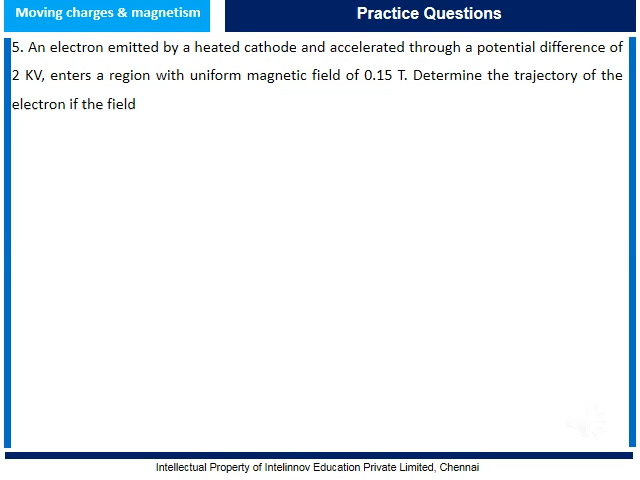 Moving charges & magnetism
Practice Questions
5. An electron emitted by a heated cathode and accelerated through a potential difference of
2 KV, enters a region with uniform magnetic field of 0.15 T. Determine the trajectory of the
electron if the field
Intellectual Property of Intelinnov Education Private Limited, Chennai